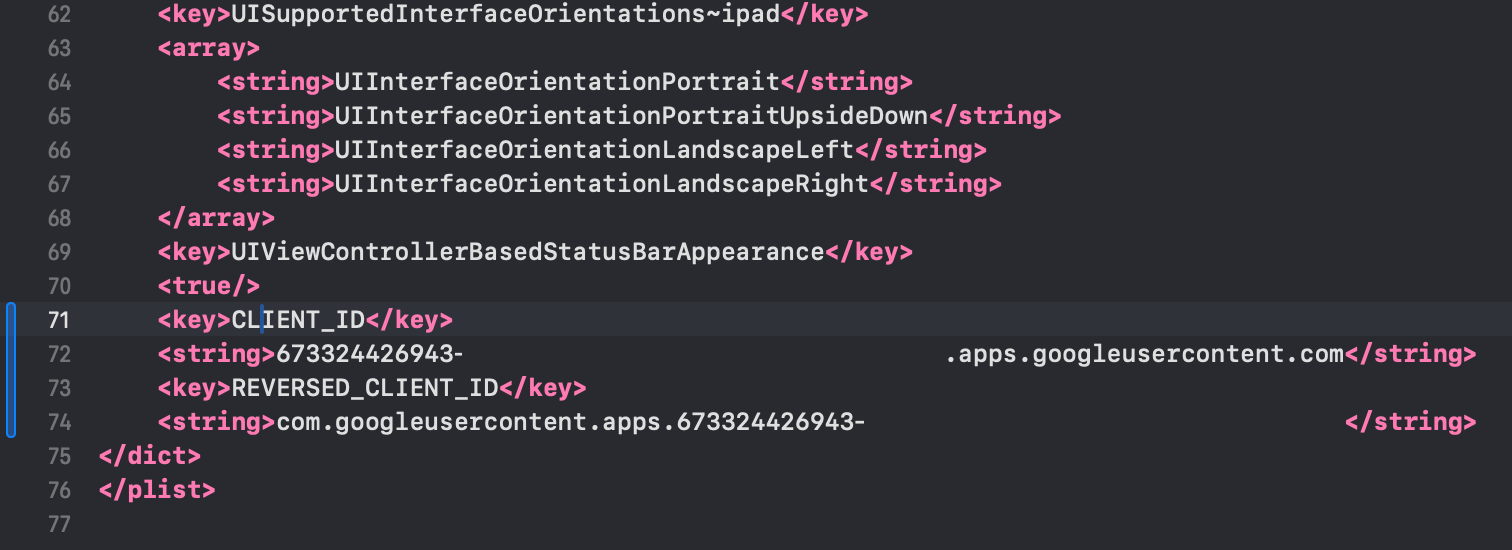 62 <key>UISupportedInterfaceOrientations~ipad</key>
63 <array>
64 <string>UIInterfaceOrientationPortrait</string>
65 <string>UIInterfaceOrientationPortraitUpsideDown</string>
66 <string>UIInterfaceOrientationLandscapeLeft</string>
67 <string>UIInterfaceOrientationLandscapeRight</string>
68 </array>
69 <key>UIViewControllerBasedStatusBarAppearance</key>
70 <true/>
71 <key>CLIENT_ID</key>
72 <string>673324426943- .apps.googleusercontent.com</string>
73 <key>REVERSED_CLIENT_ID</key>
74 <string>com.googleusercontent.apps.673324426943- </string>
75 </dict>
76 </plist>
77